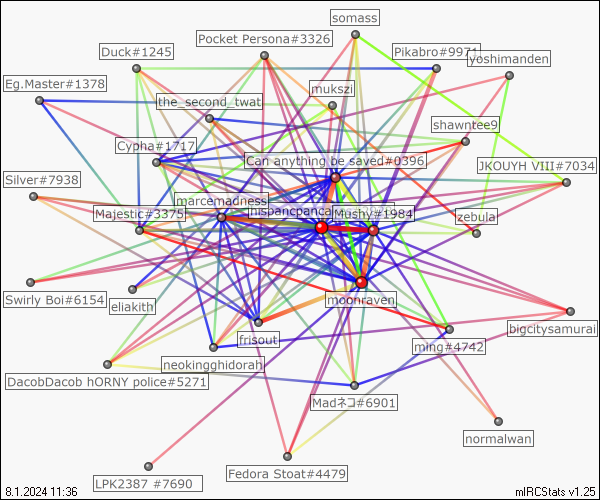 somass
Pocket Persona#3326
Duck#1245
Pikabro#9971
yoshimanden
Eg.Master#1378
mukszi
the_second_twat
shawntee9
Cypha#1717
Can anything be saved#0396
JKOUYH VIII#7034
Silver#7938
marcemadness
Majestic#3375
Mushy#1984
zebula
moonraven
Swirly Boi#6154
eliakith
bigcitysamurai
frisout
ming#4742
neokingghidorah
DacobDacob hORNY police#5271
Madネコ#6901
normalwan
Fedora Stoat#4479
LPK2387 #7690
8.1.2024 11:36
mIRCStats v1.25